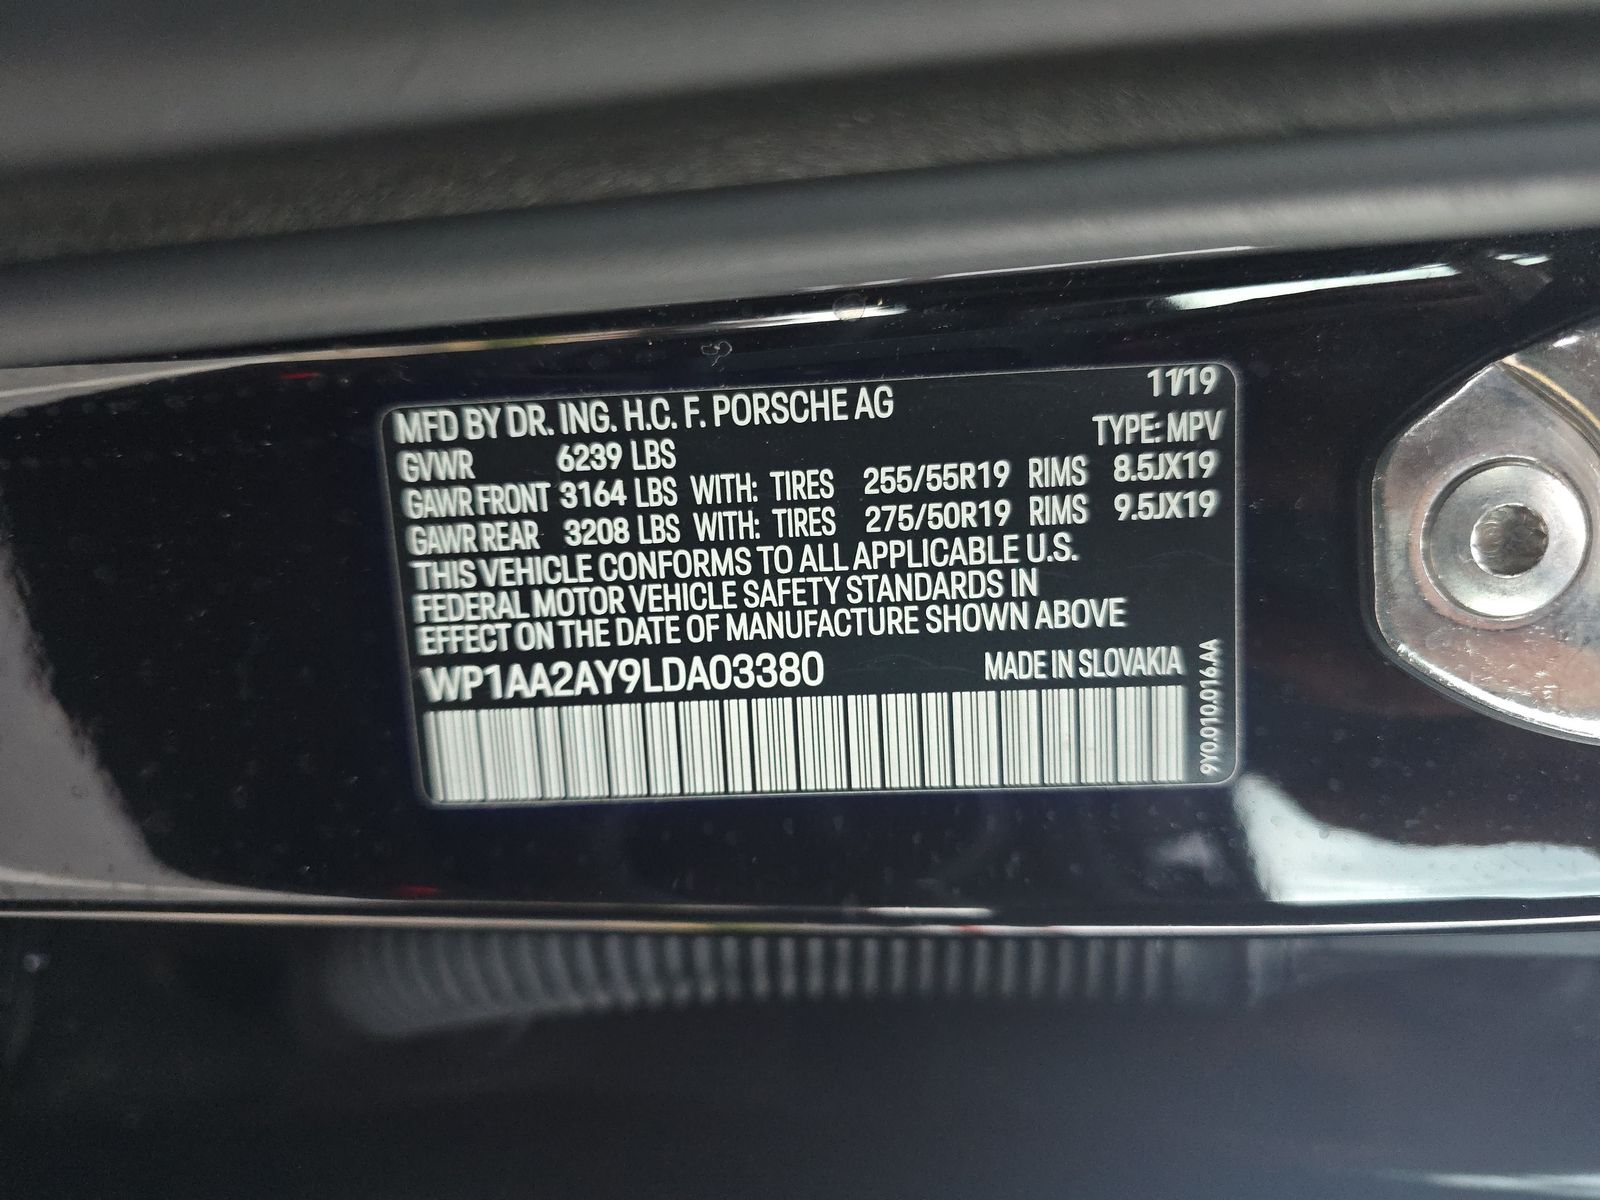 MFD BY DR. ING. H.C. F. PORSCHE AG 11/19
TYPE: MPV
GVWR 6239 LBS
GAWR FRONT 3164 LBS WITH: TIRES 255/55R19 RIMS 8.5JX19
GAWR REAR 3208 LBS WITH: TIRES 275/50R19 RIMS 9.5JX19
THIS VEHICLE CONFORMS TO ALL APPLICABLE U.S.
FEDERAL MOTOR VEHICLE SAFETY STANDARDS IN
EFFECT ON THE DATE OF MANUFACTURE SHOWN ABOVE
WP1AA2AY9LDA03380 MADE IN SLOVAKIA
9Y0.010.016.AA